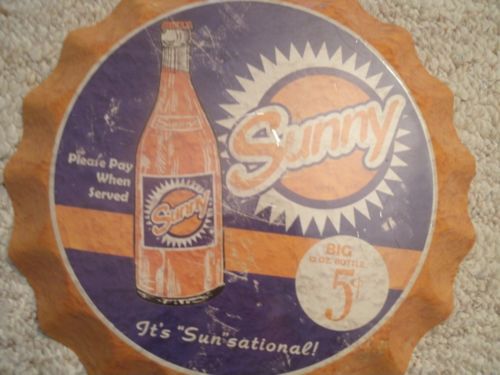 Sunny
Please Pay
When
Served
Sunny
BIG
12 OZ. BOTTLE
5¢
It's "Sun"sational!